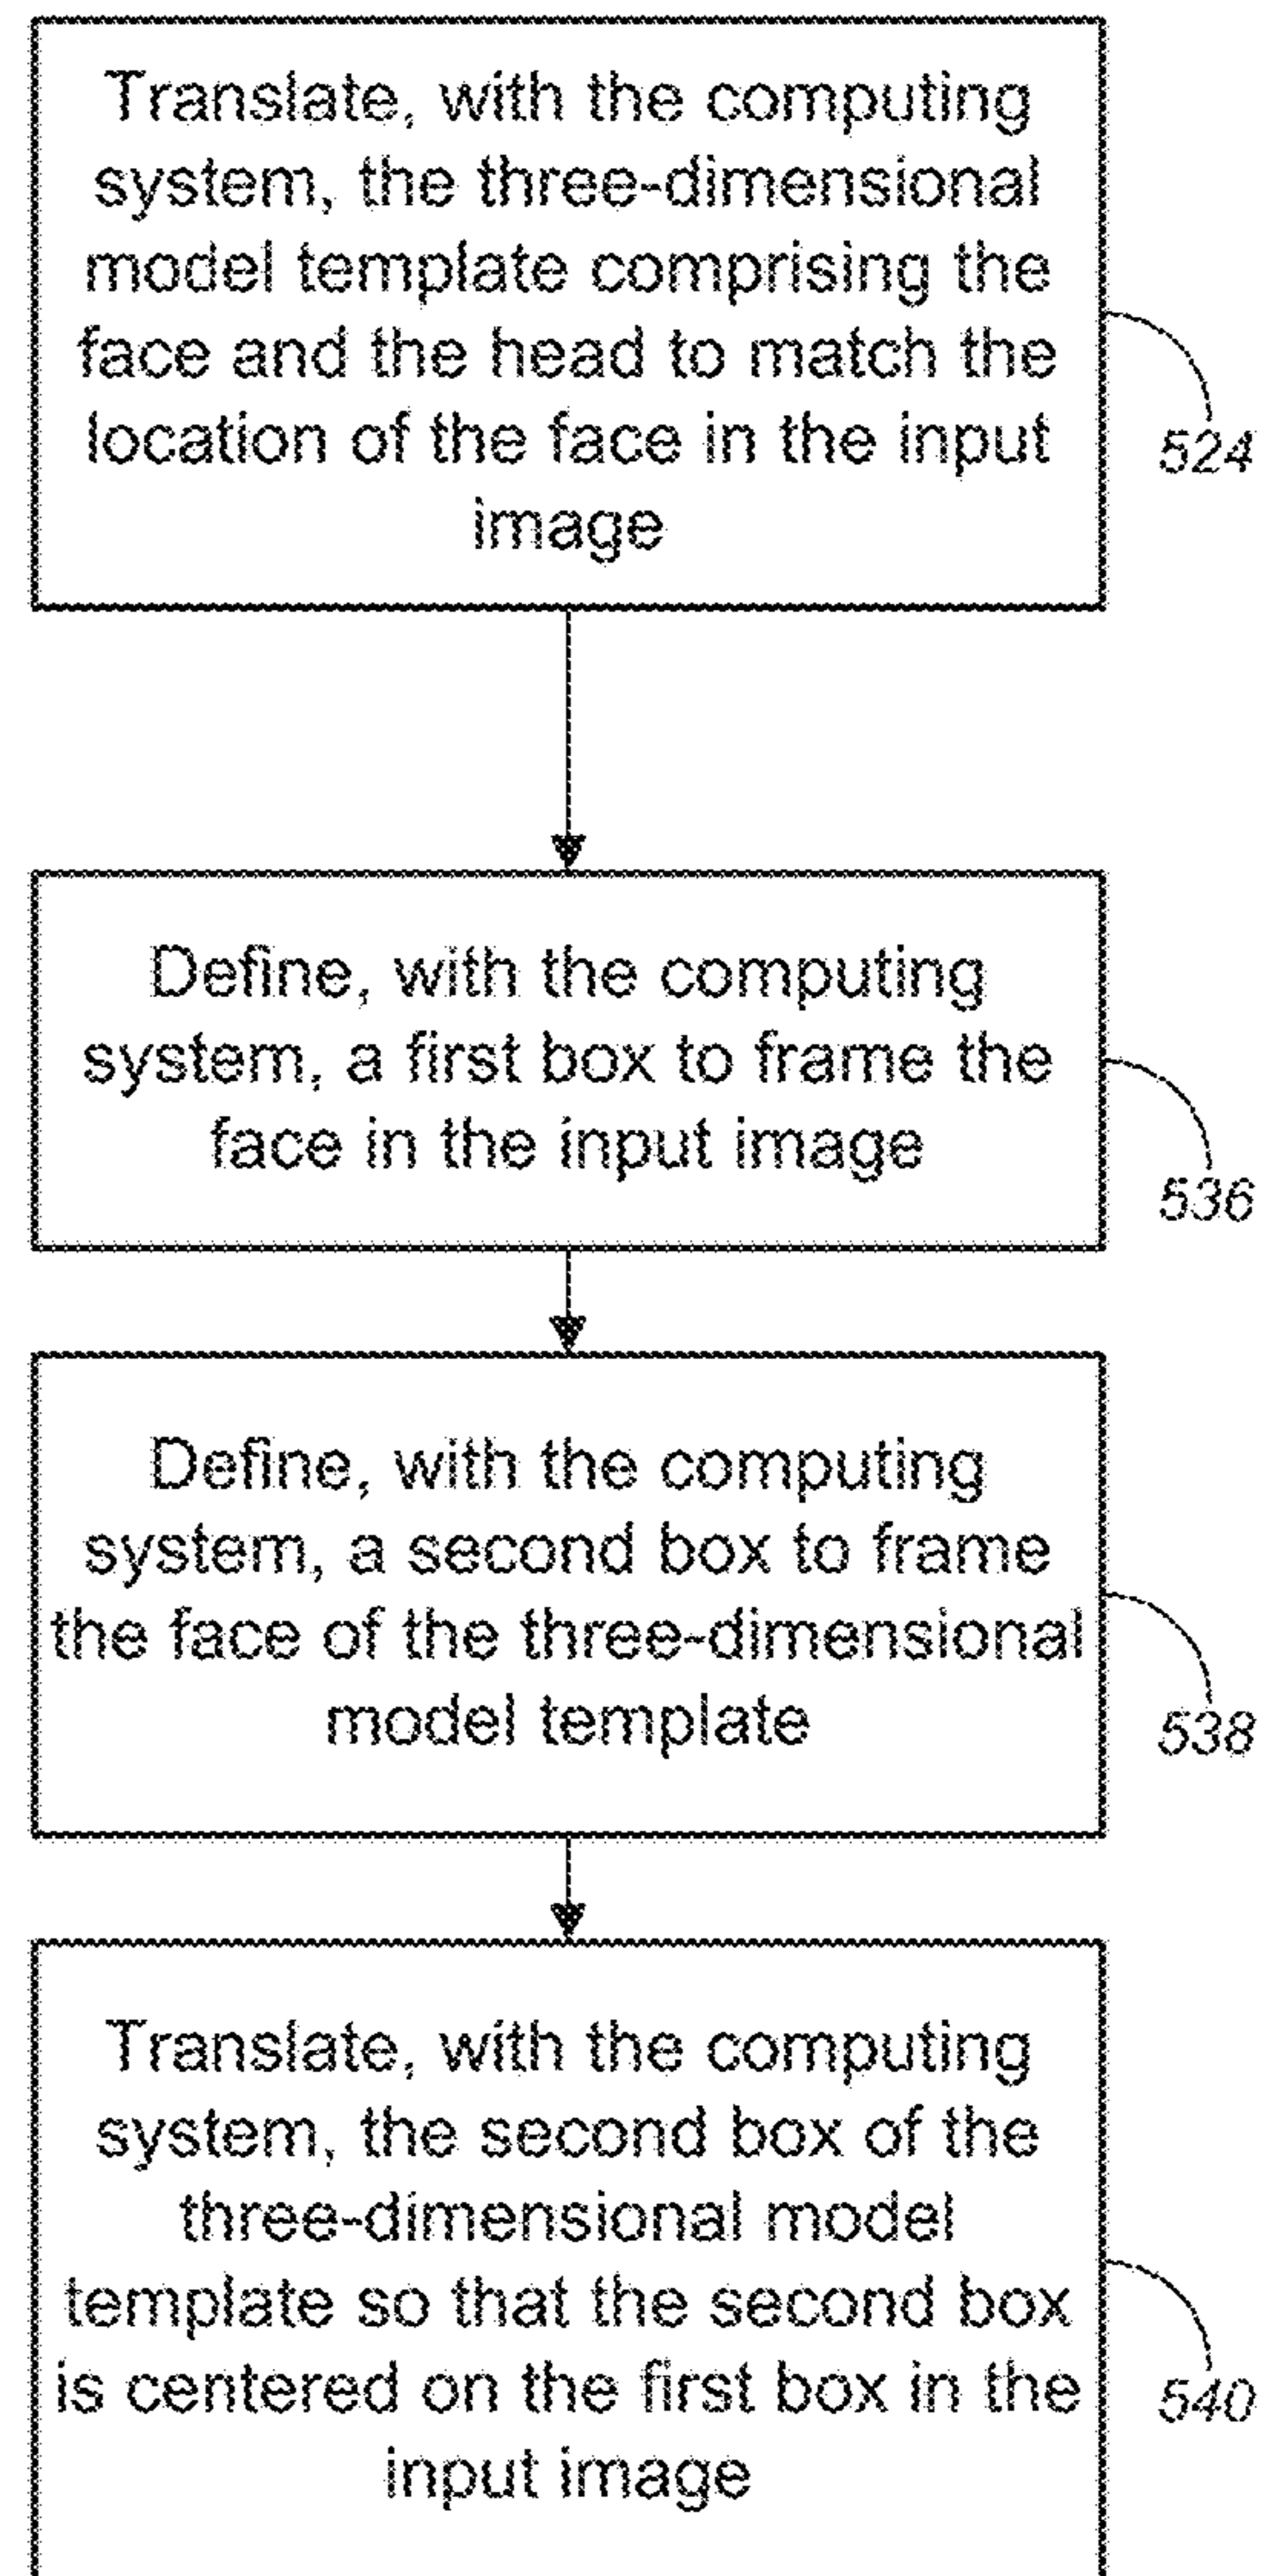 Translate, with the computing
system, the three-dimensional
model template comprising the
face and the head to match the
location of the face in the input
image
524
Define, with the computing
system, a first box to frame the
face in the input image
536
Define, with the computing
system, a second box to frame
the face of the three-dimensional
model template
538
Translate, with the computing
system, the second box of the
three-dimensional model
template so that the second box
is centered on the first box in the
input image
540